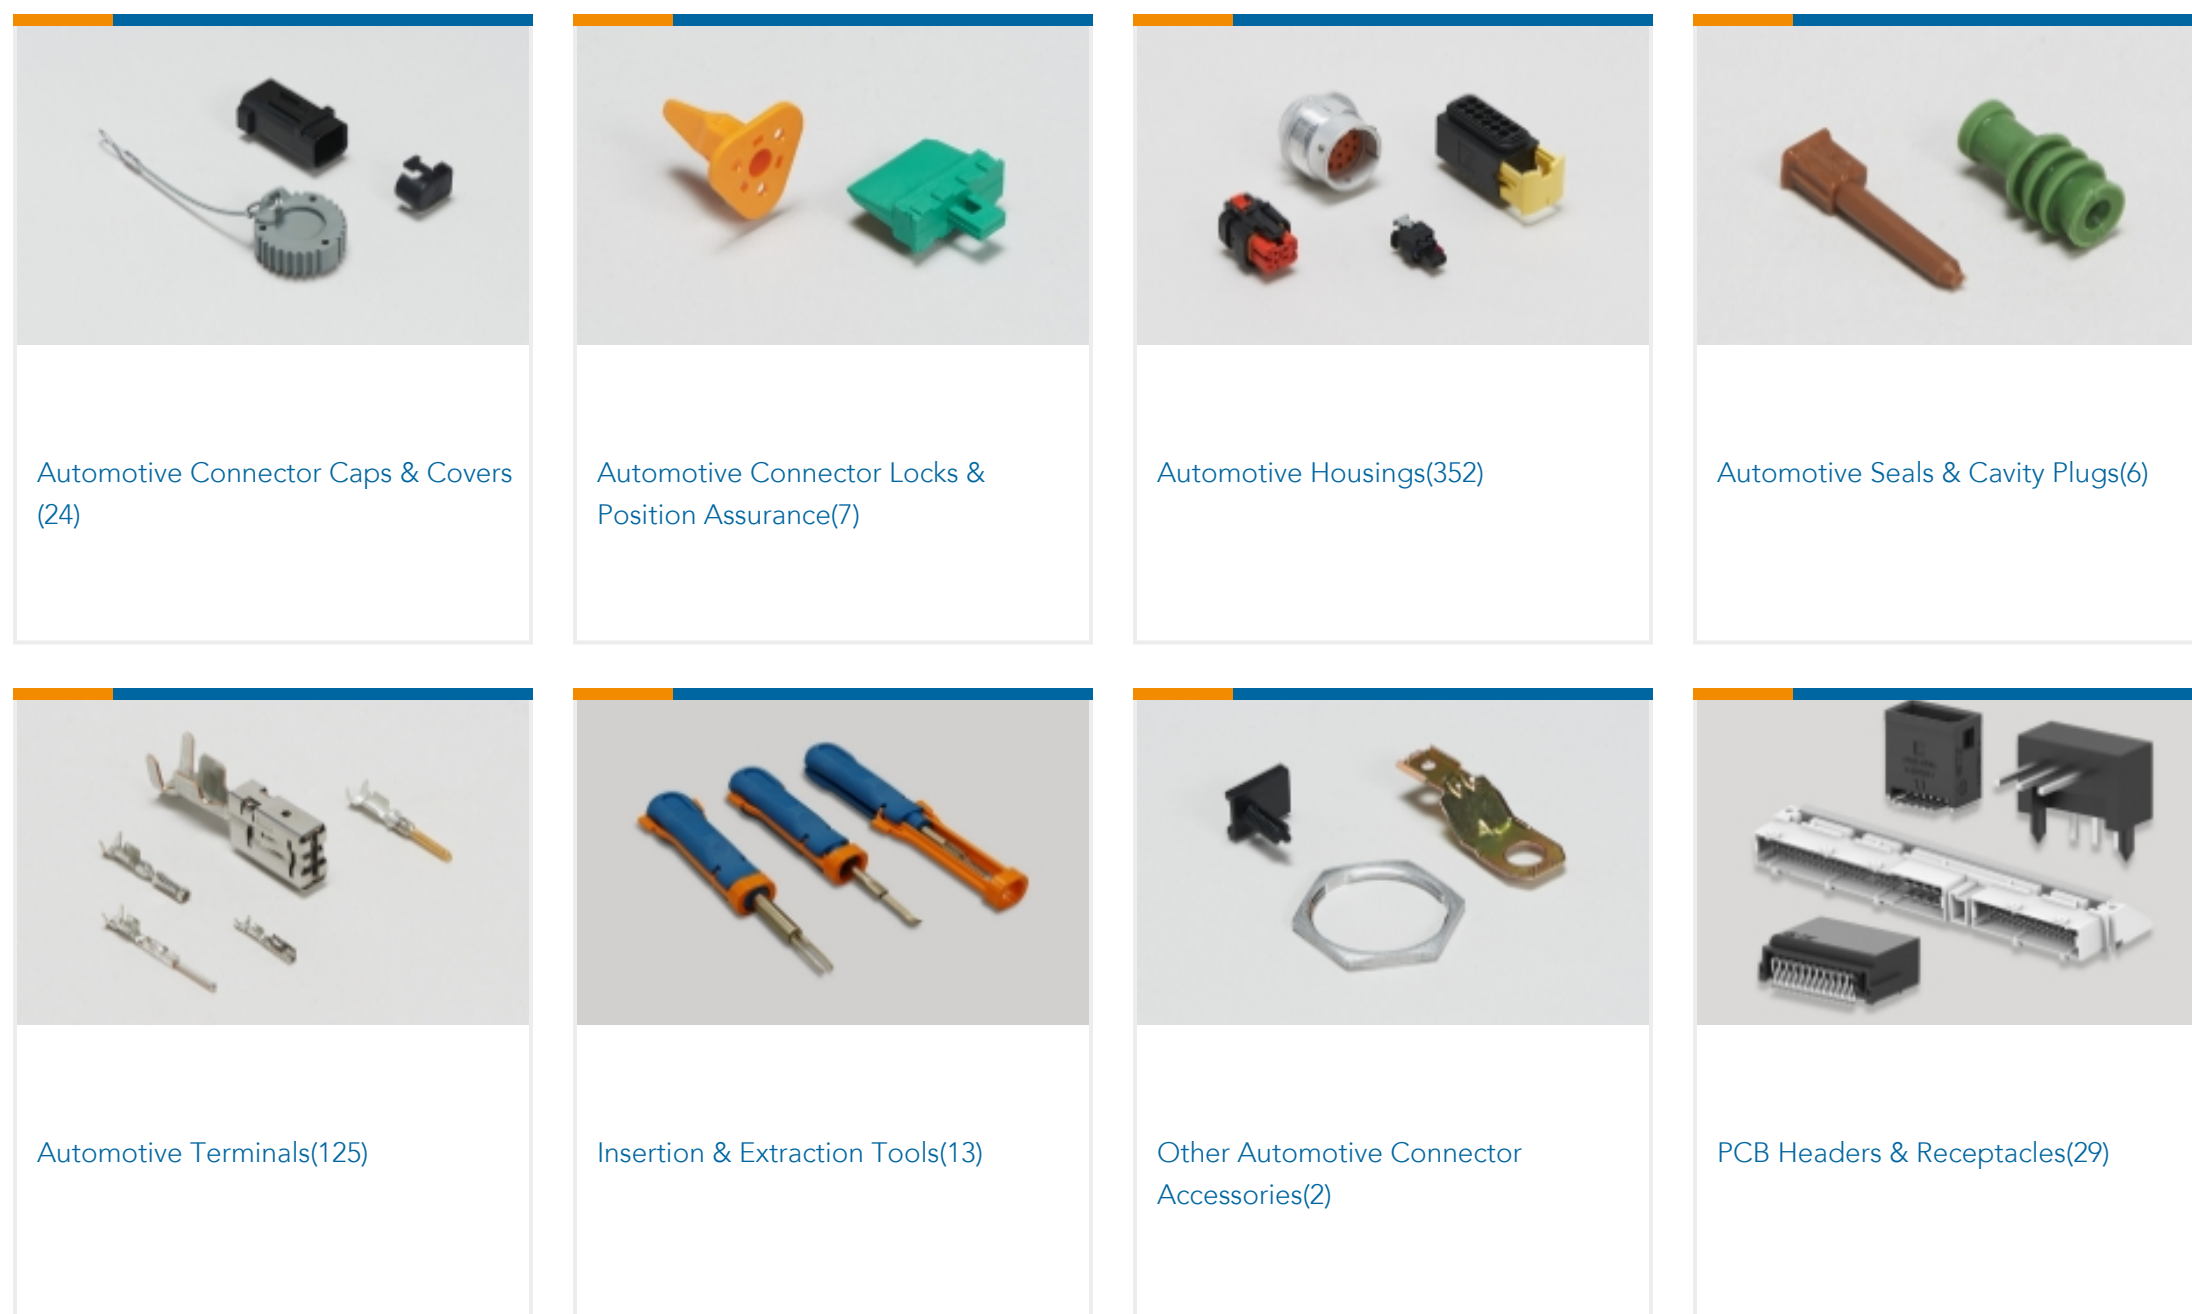 Automotive Connector Caps & Covers
(24)
Automotive Connector Locks &
Position Assurance(7)
Automotive Housings(352)
Automotive Seals & Cavity Plugs(6)
Automotive Terminals(125)
Insertion & Extraction Tools(13)
Other Automotive Connector
Accessories(2)
PCB Headers & Receptacles(29)